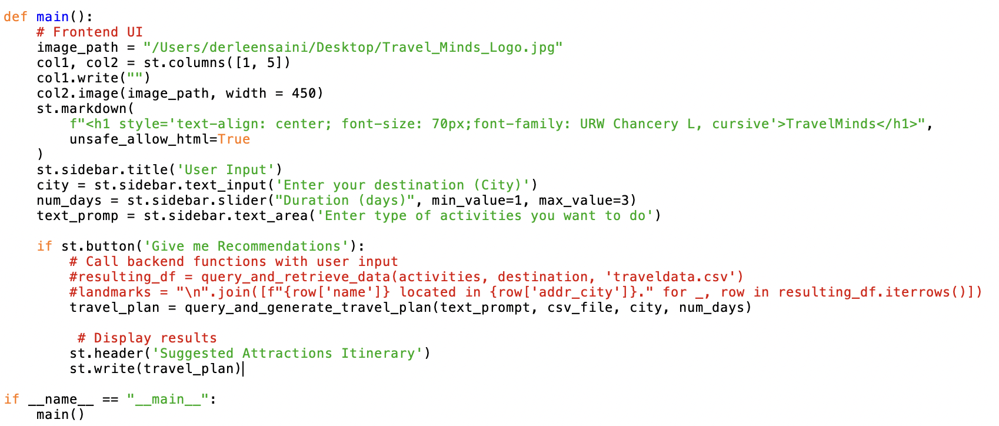 def main():
    # Frontend UI
    image_path = "/Users/derleensaini/Desktop/Travel_Minds_Logo.jpg"
    col1, col2 = st.columns([1, 5])
    col1.write("")
    col2.image(image_path, width = 450)
    st.markdown(
        f"<h1 style='text-align: center; font-size: 70px;font-family: URW Chancery L, cursive'>TravelMinds</h1>",
        unsafe_allow_html=True
    )
    st.sidebar.title('User Input')
    city = st.sidebar.text_input('Enter your destination (City)')
    num_days = st.sidebar.slider("Duration (days)", min_value=1, max_value=3)
    text_promp = st.sidebar.text_area('Enter type of activities you want to do')

    if st.button('Give me Recommendations'):
        # Call backend functions with user input
        #resulting_df = query_and_retrieve_data(activities, destination, 'traveldata.csv')
        #landmarks = "\n".join([f"{row['name']} located in {row['addr_city']}." for _, row in resulting_df.iterrows()])
        travel_plan = query_and_generate_travel_plan(text_prompt, csv_file, city, num_days)

         # Display results
        st.header('Suggested Attractions Itinerary')
        st.write(travel_plan)

if __name__ == "__main__":
    main()